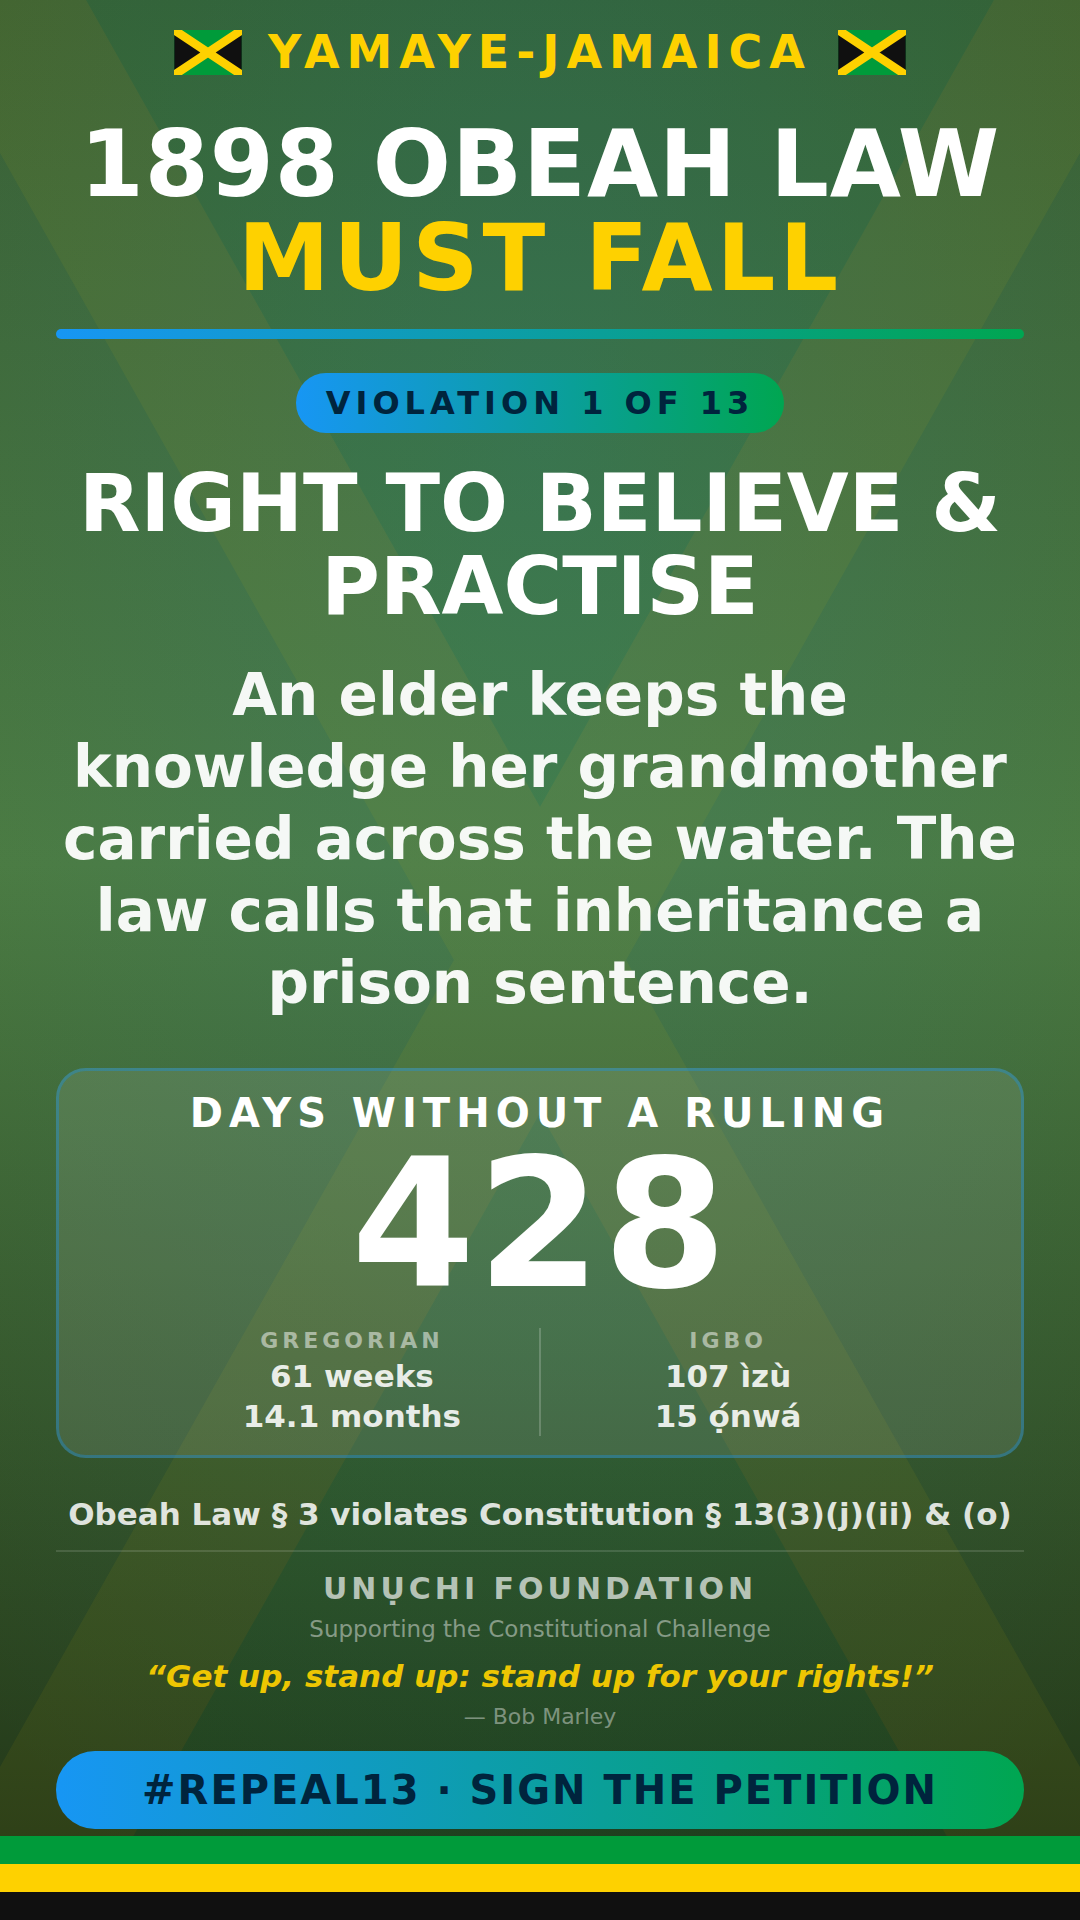 YAMAYE-JAMAICA
1898 OBEAH LAW
MUST FALL
VIOLATION 1 OF 13
RIGHT TO BELIEVE &
PRACTISE
An elder keeps the
knowledge her grandmother
carried across the water. The
law calls that inheritance a
prison sentence.
DAYS WITHOUT A RULING
428
GREGORIAN
61 weeks
14.1 months
IGBO
107 ìzù
15 ọ́nwá
Obeah Law § 3 violates Constitution § 13(3)(j)(ii) & (o)
UNỤCHI FOUNDATION
Supporting the Constitutional Challenge
“Get up, stand up: stand up for your rights!”
— Bob Marley
#REPEAL13 · SIGN THE PETITION